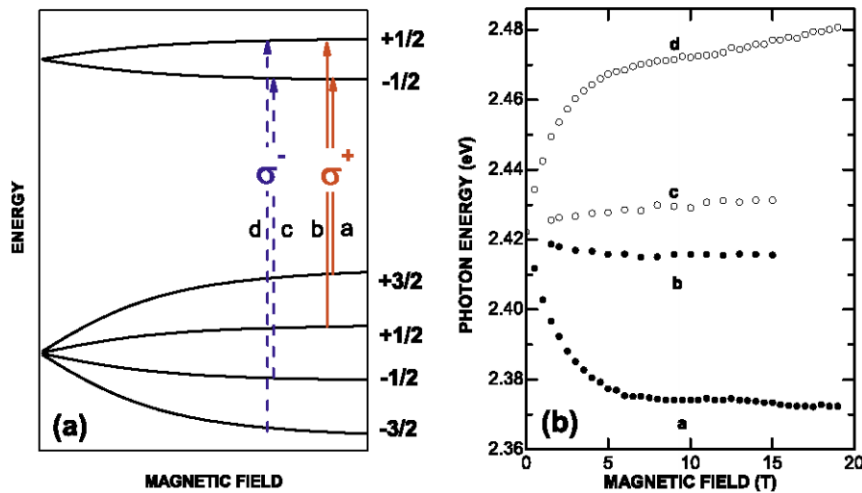 +1/2
-1/2
σ-
σ+
d c b a
+3/2
+1/2
-1/2
-3/2
(a)
ENERGY
MAGNETIC FIELD
2.48
2.46
2.44
2.42
2.40
2.38
2.36
PHOTON ENERGY (eV)
d
c
b
a
(b)
0 5 10 15 20
MAGNETIC FIELD (T)